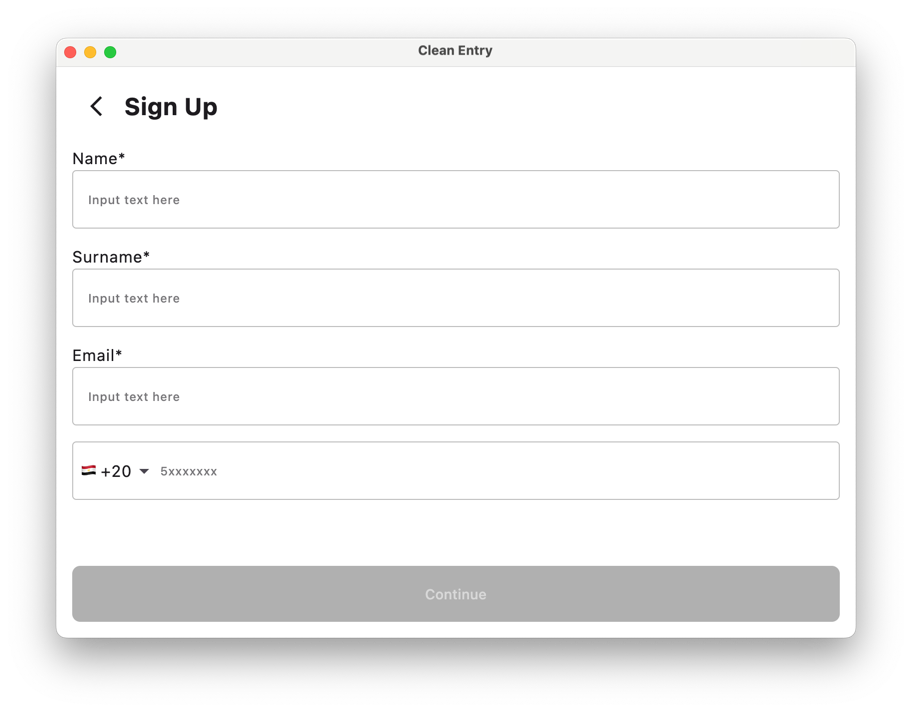 Clean Entry
Sign Up
Name*
Input text here
Surname*
Input text here
Email*
Input text here
+20 5xxxxxxx
Continue